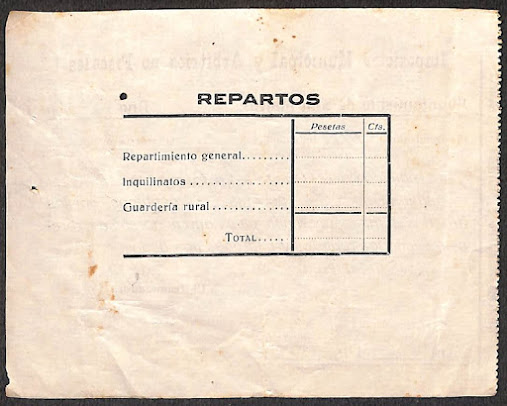 REPARTOS
Pesetas Cts.
Repartimiento general........
Inquilinatos..................
Guardería rural...............
TOTAL.....